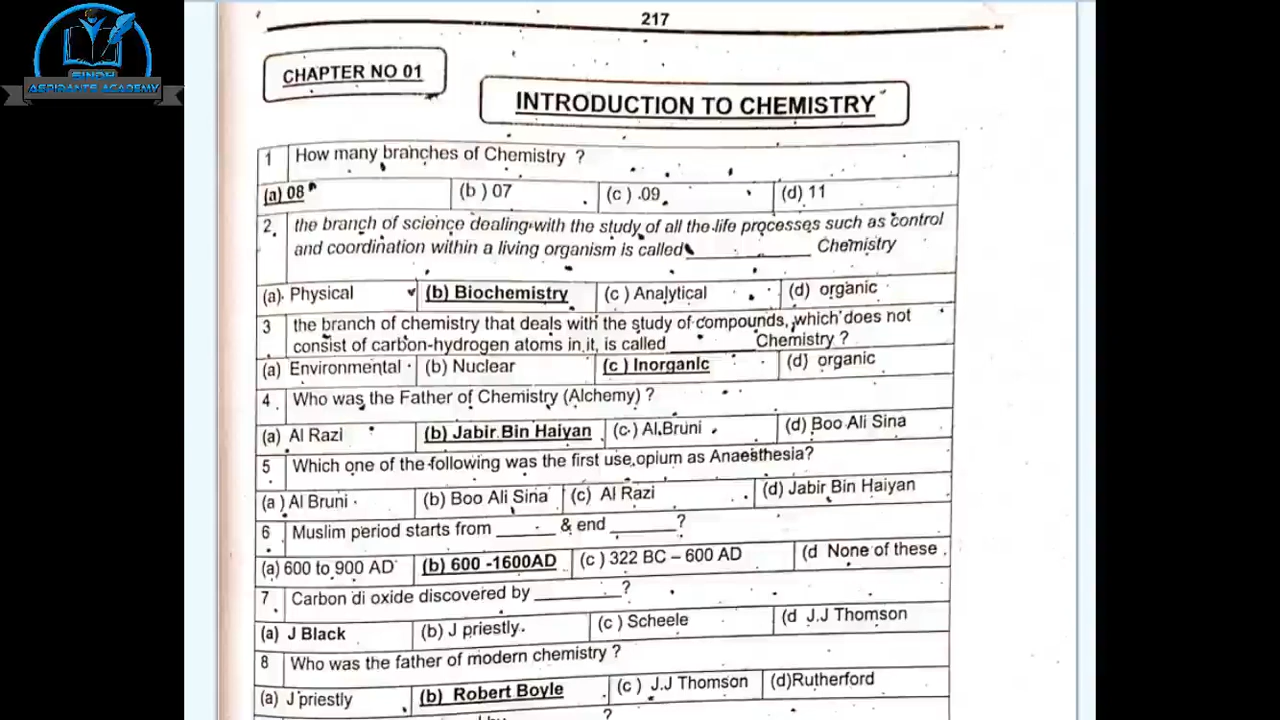 217
SINDH
ASPIRANTS ACADEMY
CHAPTER NO 01
INTRODUCTION TO CHEMISTRY
1 How many branches of Chemistry ?
(a) 08 (b ) 07 (c ) .09 (d) 11
2. the branch of science dealing with the study of all the life processes such as control
and coordination within a living organism is called __________ Chemistry
(a). Physical (b) Biochemistry (c ) Analytical (d) organic
3 the branch of chemistry that deals with the study of compounds, which does not
consist of carbon-hydrogen atoms in it, is called ________ Chemistry ?
(a) Environmental (b) Nuclear (c ) Inorganic (d) organic
4 Who was the Father of Chemistry (Alchemy) ?
(a) Al Razi (b) Jabir Bin Haiyan (c ) Al Bruni (d) Boo Ali Sina
5 Which one of the following was the first use opium as Anaesthesia?
(a ) Al Bruni (b) Boo Ali Sina (c) Al Razi (d) Jabir Bin Haiyan
6 Muslim period starts from ______ & end _______?
(a) 600 to 900 AD (b) 600 -1600AD (c ) 322 BC – 600 AD (d None of these
7 Carbon di oxide discovered by _________?
(a) J Black (b) J priestly (c ) Scheele (d J.J Thomson
8 Who was the father of modern chemistry ?
(a) J priestly (b) Robert Boyle (c ) J.J Thomson (d)Rutherford